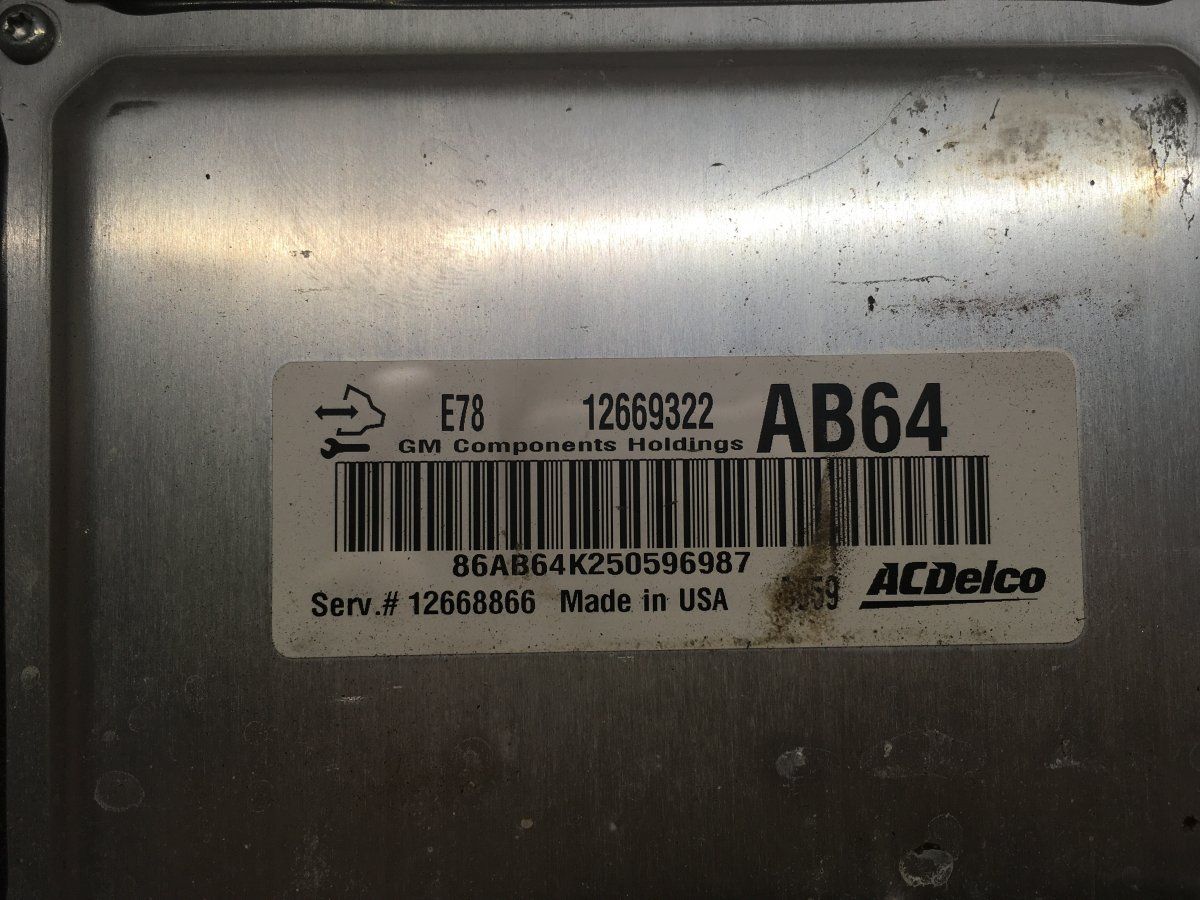 E78 12669322 AB64
GM Components Holdings
86AB64K250596987
Serv.# 12668866 Made in USA ACDelco